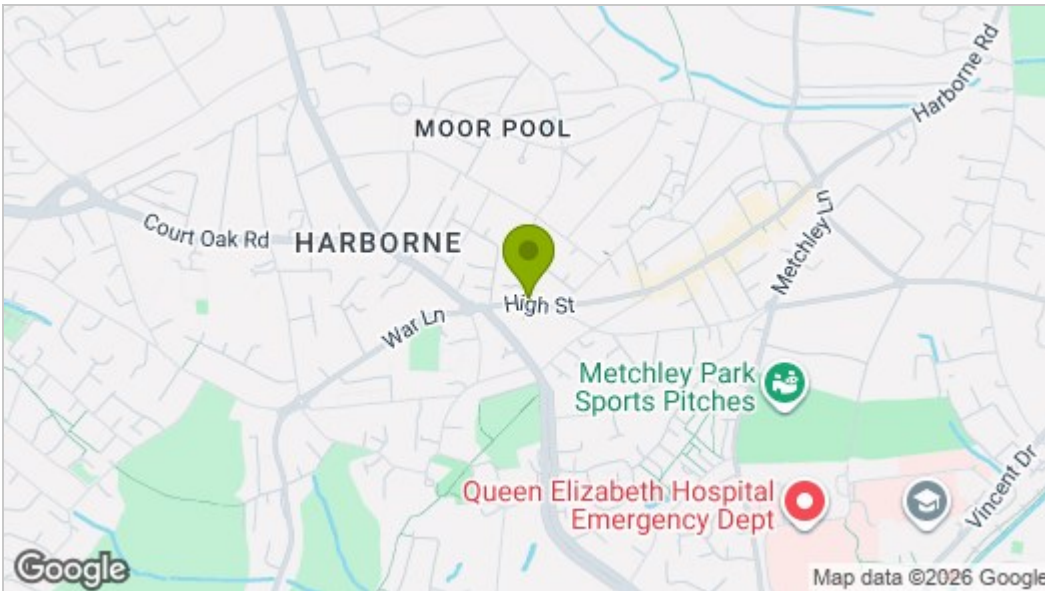 Harborne Rd
MOOR POOL
Metchley Ln
Court Oak Rd
HARBORNE
High St
War Ln
Metchley Park
Sports Pitches
Queen Elizabeth Hospital
Emergency Dept
Vincent Dr
Google
Map data ©2026 Google